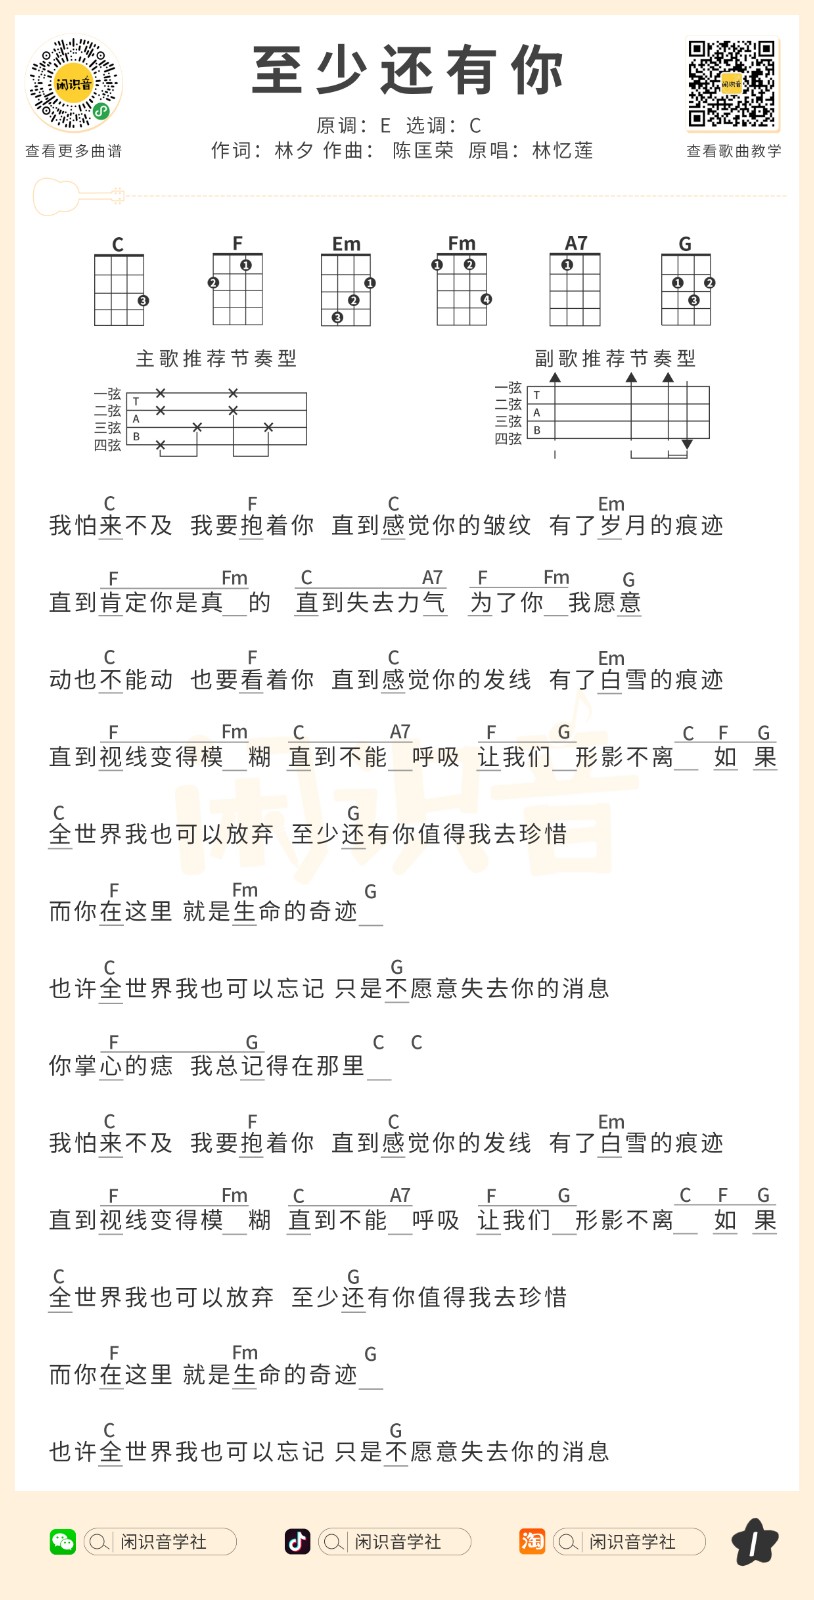 至少还有你
原调：E 选调：C
作词：林夕 作曲： 陈匡荣 原唱：林忆莲
闲识音
查看更多曲谱
闲识音
查看歌曲教学
C F Em Fm A7 G
3
2 1
1 2 3
1 2 4
1
1 2 3
主歌推荐节奏型
一弦
二弦
三弦
四弦
T
A
B
副歌推荐节奏型
一弦
二弦
三弦
四弦
T
A
B
C F C Em
我怕来不及 我要抱着你 直到感觉你的皱纹 有了岁月的痕迹
F Fm C A7 F Fm G
直到肯定你是真 的 直到失去力气 为了你 我愿意
C F C Em
动也不能动 也要看着你 直到感觉你的发线 有了白雪的痕迹
F Fm C A7 F G C F G
直到视线变得模 糊 直到不能 呼吸 让我们 形影不离 如 果
C G
全世界我也可以放弃 至少还有你值得我去珍惜
F Fm G
而你在这里 就是生命的奇迹
C G
也许全世界我也可以忘记 只是不愿意失去你的消息
F G C C
你掌心的痣 我总记得在那里
C F C Em
我怕来不及 我要抱着你 直到感觉你的发线 有了白雪的痕迹
F Fm C A7 F G C F G
直到视线变得模 糊 直到不能 呼吸 让我们 形影不离 如 果
C G
全世界我也可以放弃 至少还有你值得我去珍惜
F Fm G
而你在这里 就是生命的奇迹
C G
也许全世界我也可以忘记 只是不愿意失去你的消息
闲识音
闲识音学社
闲识音学社
淘 闲识音学社
1